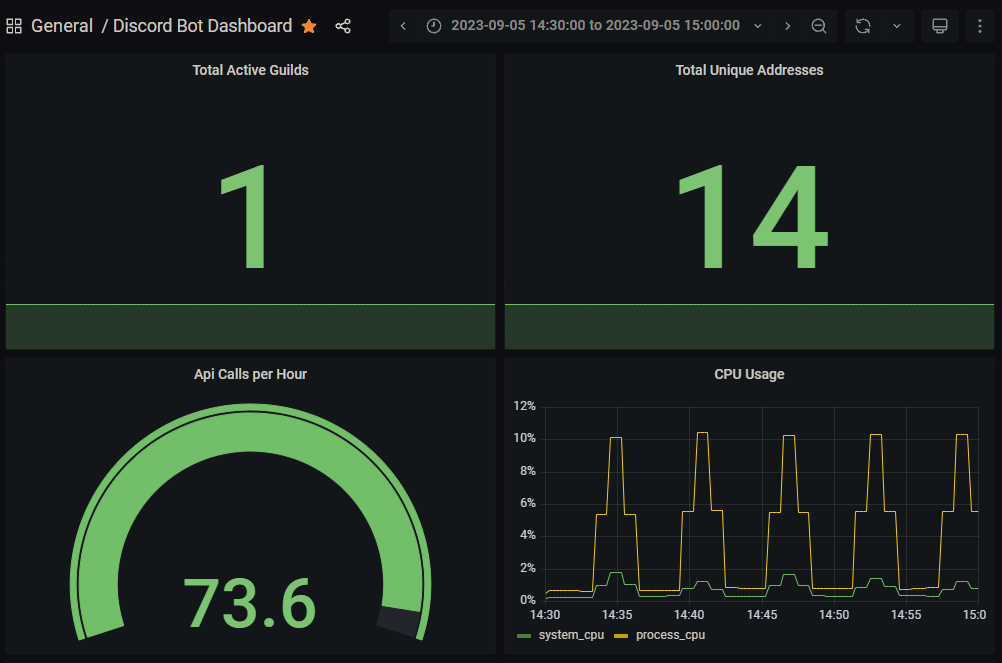 General / Discord Bot Dashboard
2023-09-05 14:30:00 to 2023-09-05 15:00:00
Total Active Guilds
1
Total Unique Addresses
14
Api Calls per Hour
73.6
CPU Usage
12%
10%
8%
6%
4%
2%
0%
14:30 14:35 14:40 14:45 14:50 14:55 15:0
system_cpu process_cpu